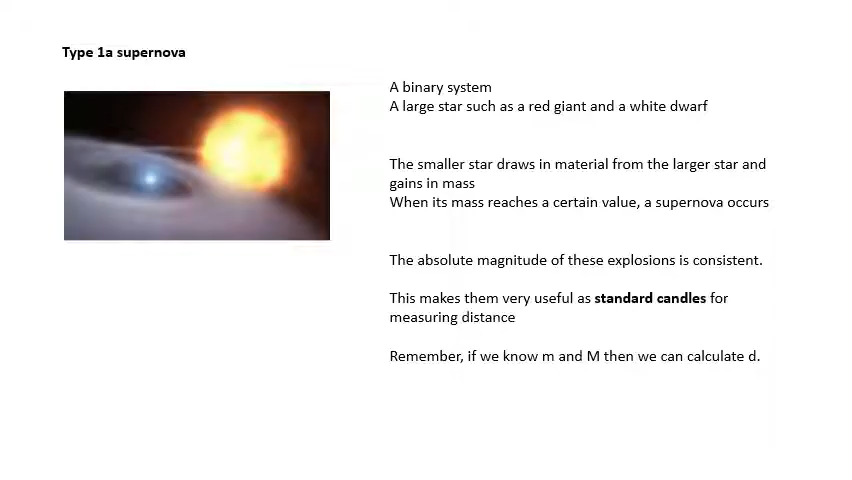 Type 1a supernova
A binary system
A large star such as a red giant and a white dwarf
The smaller star draws in material from the larger star and
gains in mass
When its mass reaches a certain value, a supernova occurs
The absolute magnitude of these explosions is consistent.
This makes them very useful as standard candles for
measuring distance
Remember, if we know m and M then we can calculate d.